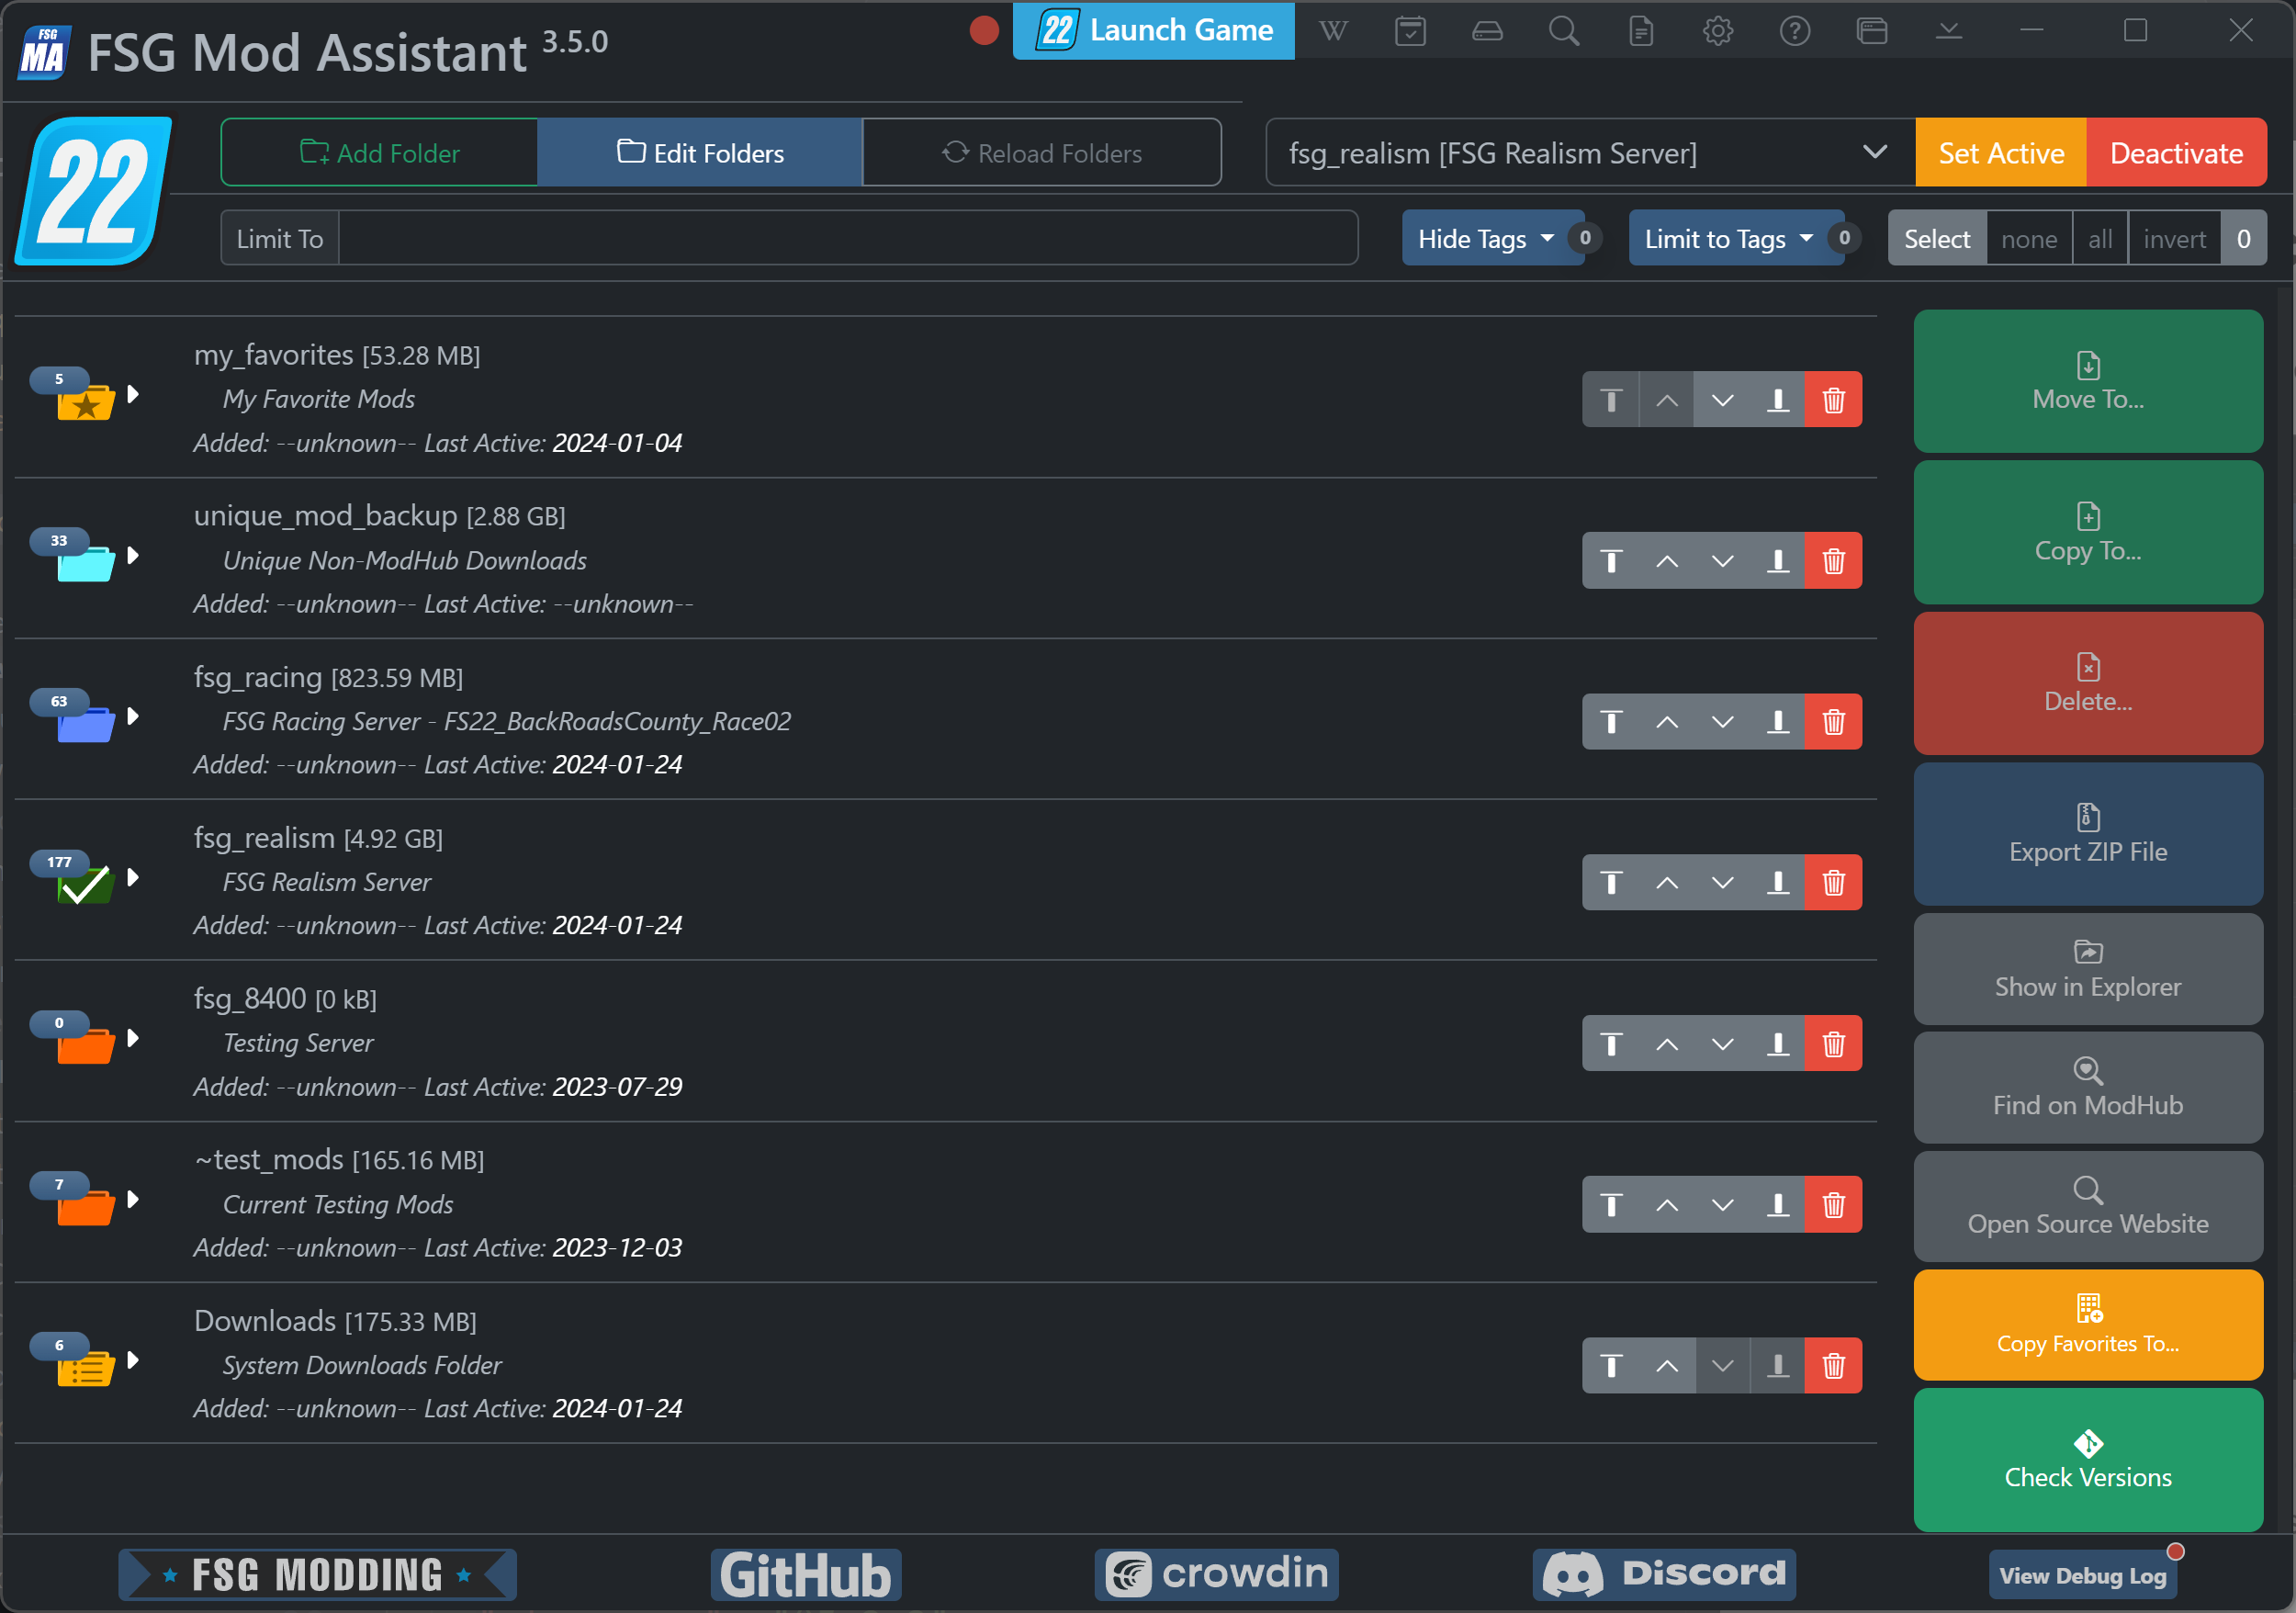 FSG MA FSG Mod Assistant 3.5.0
22 Launch Game W
22
Add Folder Edit Folders Reload Folders fsg_realism [FSG Realism Server] Set Active Deactivate
Limit To Hide Tags 0 Limit to Tags 0 Select none all invert 0
5
my_favorites [53.28 MB]
My Favorite Mods
Added: --unknown-- Last Active: 2024-01-04
33
unique_mod_backup [2.88 GB]
Unique Non-ModHub Downloads
Added: --unknown-- Last Active: --unknown--
63
fsg_racing [823.59 MB]
FSG Racing Server - FS22_BackRoadsCounty_Race02
Added: --unknown-- Last Active: 2024-01-24
177
fsg_realism [4.92 GB]
FSG Realism Server
Added: --unknown-- Last Active: 2024-01-24
0
fsg_8400 [0 kB]
Testing Server
Added: --unknown-- Last Active: 2023-07-29
7
~test_mods [165.16 MB]
Current Testing Mods
Added: --unknown-- Last Active: 2023-12-03
6
Downloads [175.33 MB]
System Downloads Folder
Added: --unknown-- Last Active: 2024-01-24
Move To...
Copy To...
Delete...
Export ZIP File
Show in Explorer
Find on ModHub
Open Source Website
Copy Favorites To...
Check Versions
FSG MODDING GitHub crowdin Discord View Debug Log